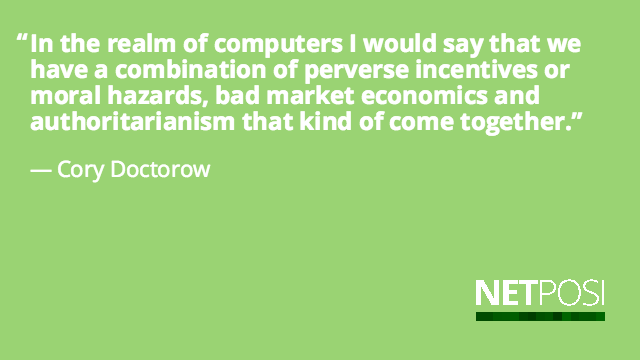 “In the realm of computers I would say that we
have a combination of perverse incentives or
moral hazards, bad market economics and
authoritarianism that kind of come together.”
— Cory Doctorow
NETPOSI